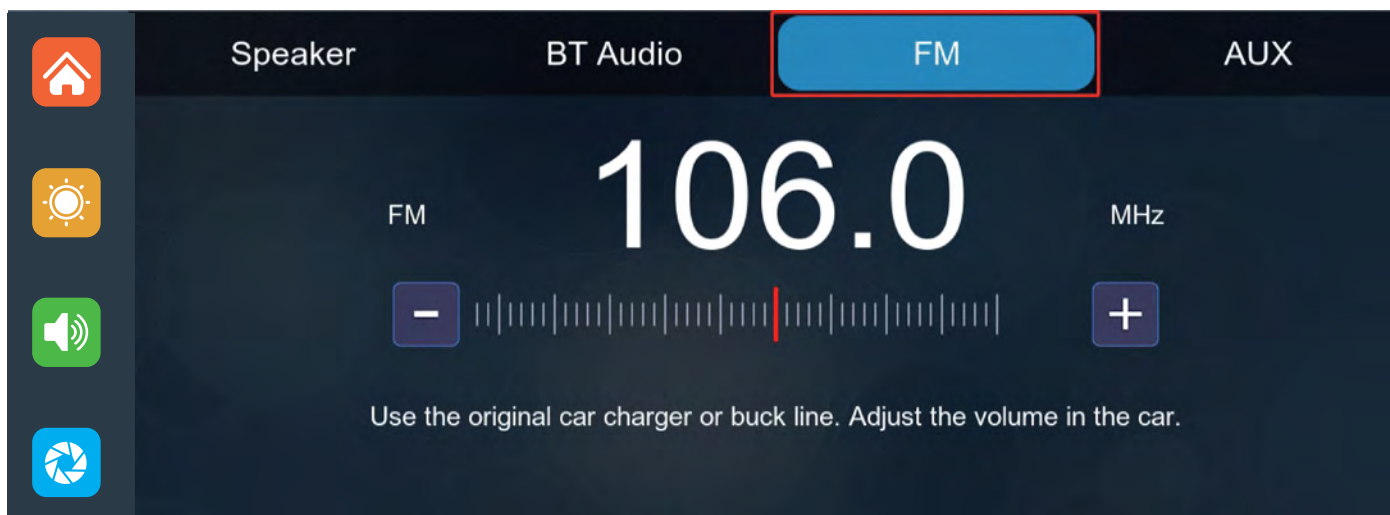 Speaker BT Audio FM AUX
FM 106.0 MHz
- +
Use the original car charger or buck line. Adjust the volume in the car.